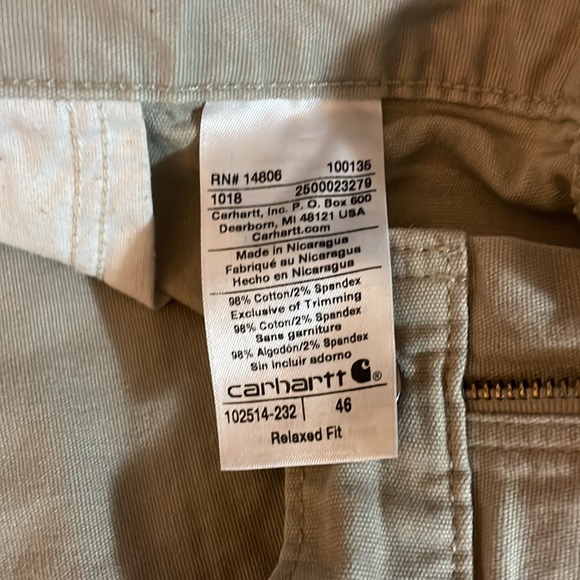 RN# 14806 100135
1018 2500023279
Carhartt, Inc. P. O. Box 600
Dearborn, MI 48121 USA
Carhartt.com
Made in Nicaragua
Fabriqué au Nicaragua
Hecho en Nicaragua
98% Cotton/2% Spandex
Exclusive of Trimming
98% Coton/2% Spandex
Sans garniture
98% Algodón/2% Spandex
Sin incluir adorno
carhartt ®
102514-232 | 46
Relaxed Fit